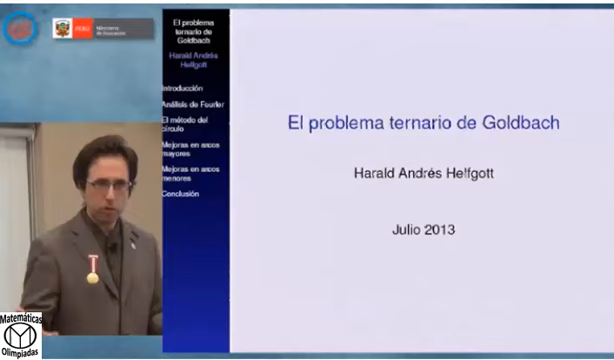 PERÚ
Ministerio
de Educación
El problema
ternario de
Goldbach
Harald Andrés
Helfgott
Introducción
Análisis de Fourier
El método del
círculo
Mejoras en arcos
mayores
Mejoras en arcos
menores
Conclusión
El problema ternario de Goldbach
Harald Andrés Helfgott
Julio 2013
Matemáticas
Olimpiadas